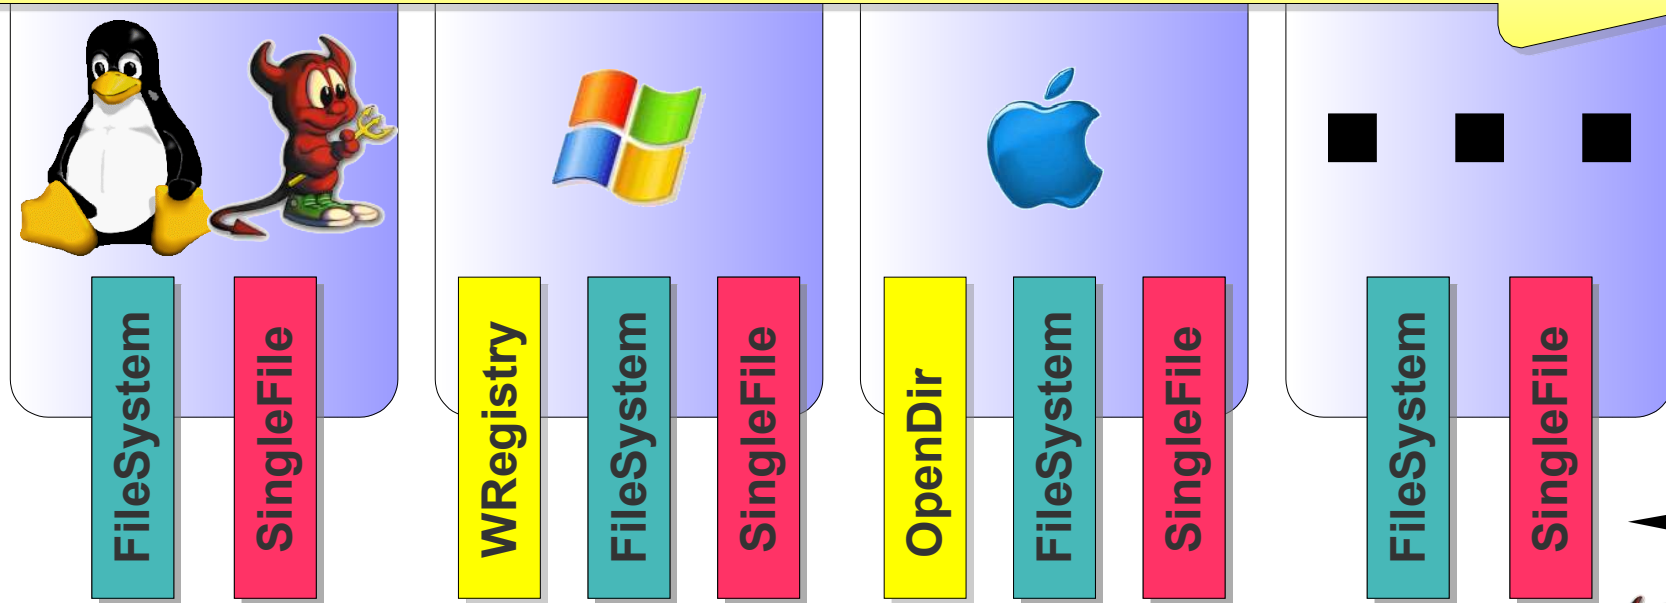 FileSystem
SingleFile
WRegistry
FileSystem
SingleFile
OpenDir
FileSystem
SingleFile
FileSystem
SingleFile